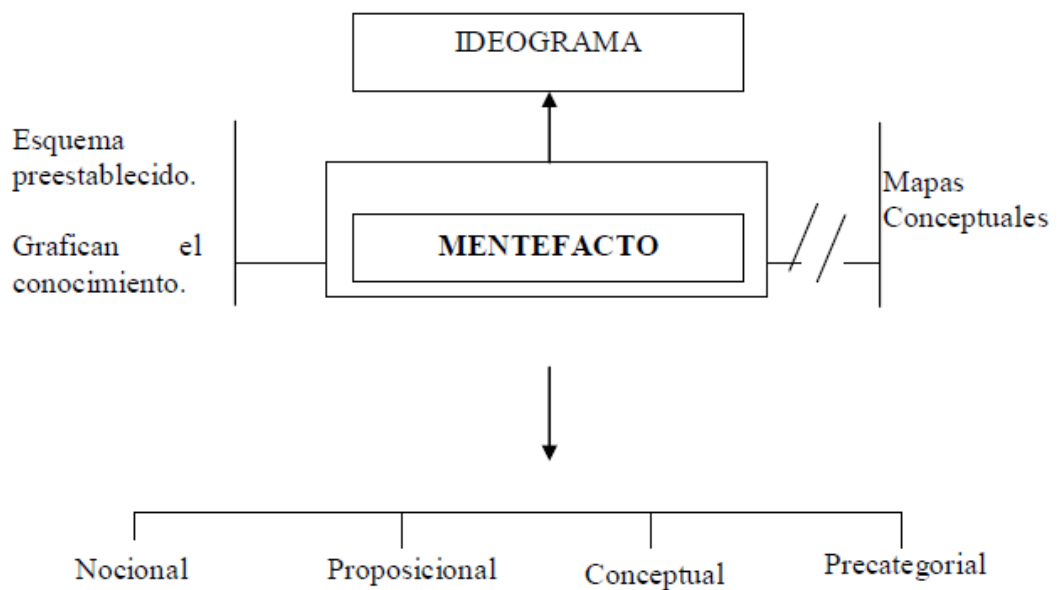 IDEOGRAMA
Esquema
preestablecido.
Grafican el
conocimiento.
MENTEFACTO
Mapas
Conceptuales
Nocional
Proposicional
Conceptual
Precategorial